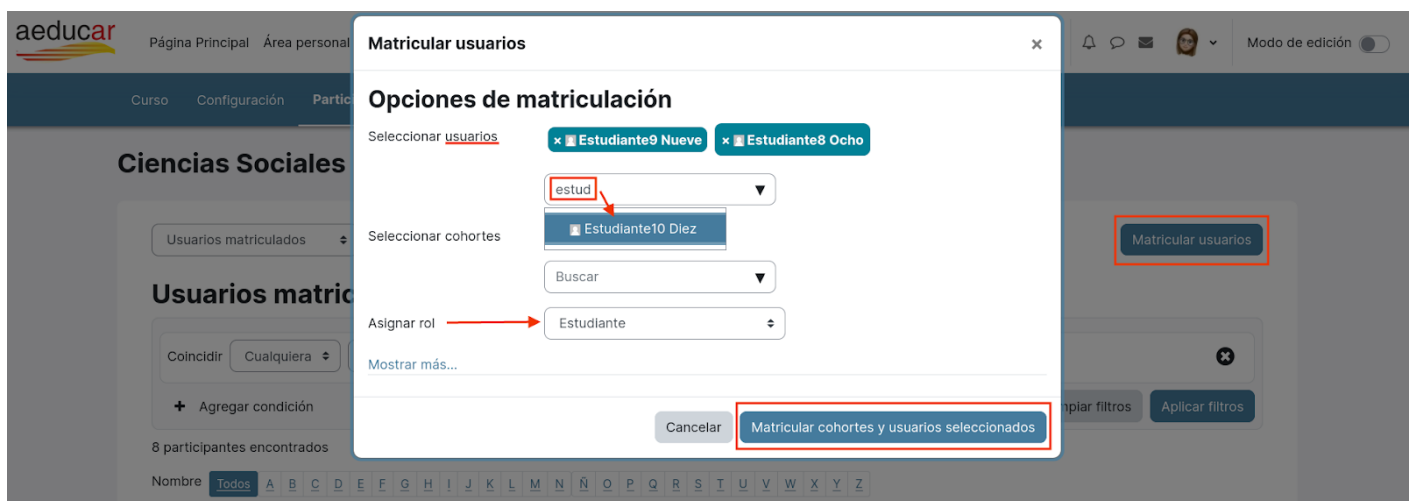 aeducar
Página Principal Área personal
Matricular usuarios
×
Modo de edición
Curso Configuración Partic
Opciones de matriculación
Seleccionar usuarios
× Estudiante9 Nueve
× Estudiante8 Ocho
Ciencias Sociales
estud
Estudiante10 Diez
Usuarios matriculados
Seleccionar cohortes
Matricular usuarios
Buscar
Usuarios matric
Asignar rol
Estudiante
Coincidir Cualquiera
Mostrar más...
+ Agregar condición
Cancelar
Matricular cohortes y usuarios seleccionados
mpiar filtros
Aplicar filtros
8 participantes encontrados
Nombre Todos A B C D E F G H I J K L M N Ñ O P Q R S T U V W X Y Z